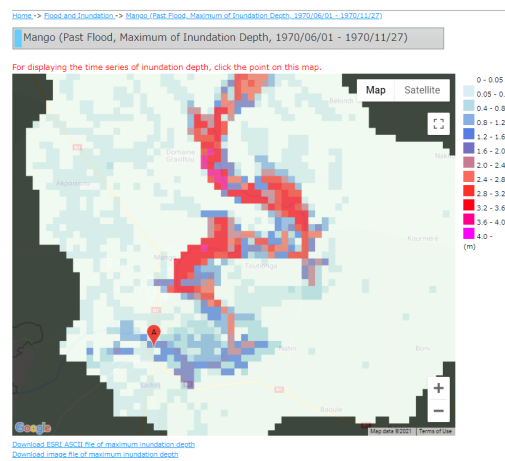 Home -> Flood and Inundation -> Mango (Past Flood, Maximum of Inundation Depth, 1970/06/01 - 1970/11/27)
Mango (Past Flood, Maximum of Inundation Depth, 1970/06/01 - 1970/11/27)
For displaying the time series of inundation depth, click the point on this map.
Map Satellite
0 - 0.05
0.05 - 0.
0.4 - 0.8
0.8 - 1.2
1.2 - 1.6
1.6 - 2.0
2.0 - 2.4
2.4 - 2.8
2.8 - 3.2
3.2 - 3.6
3.6 - 4.0
4.0 -
(m)
Mango
A
+
−
Google
Map data ©2021 Terms of Use
Download ESRI ASCII file of maximum inundation depth
Download image file of maximum inundation depth